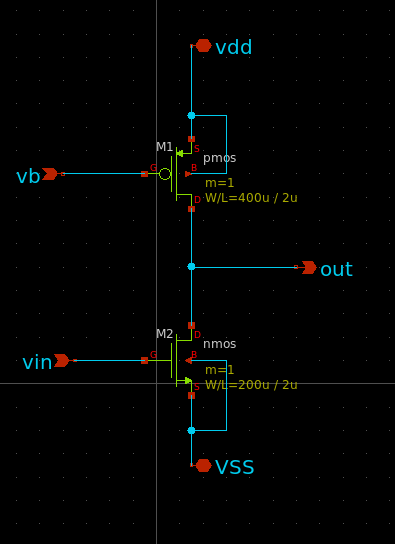 vdd
M1
S
pmos
vb
G
B
m=1
W/L=400u / 2u
D
out
M2
D
nmos
vin
G
B
m=1
W/L=200u / 2u
S
VSS